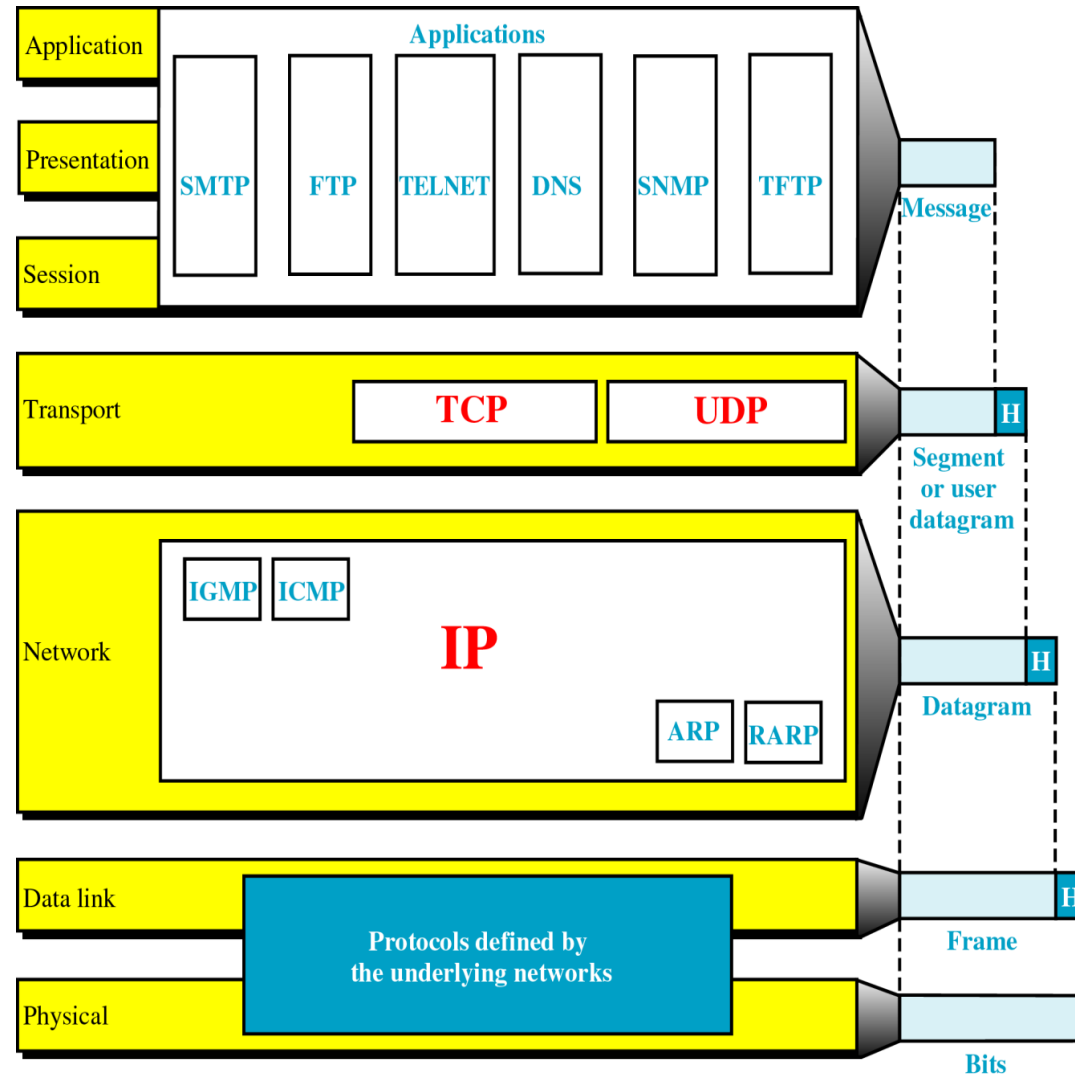 Application
Applications
Presentation
SMTP FTP TELNET DNS SNMP TFTP
Message
Session
Transport
TCP UDP
H
Segment
or user
datagram
IGMP ICMP
Network
IP
H
Datagram
ARP RARP
Data link
H
Protocols defined by
the underlying networks
Frame
Physical
Bits